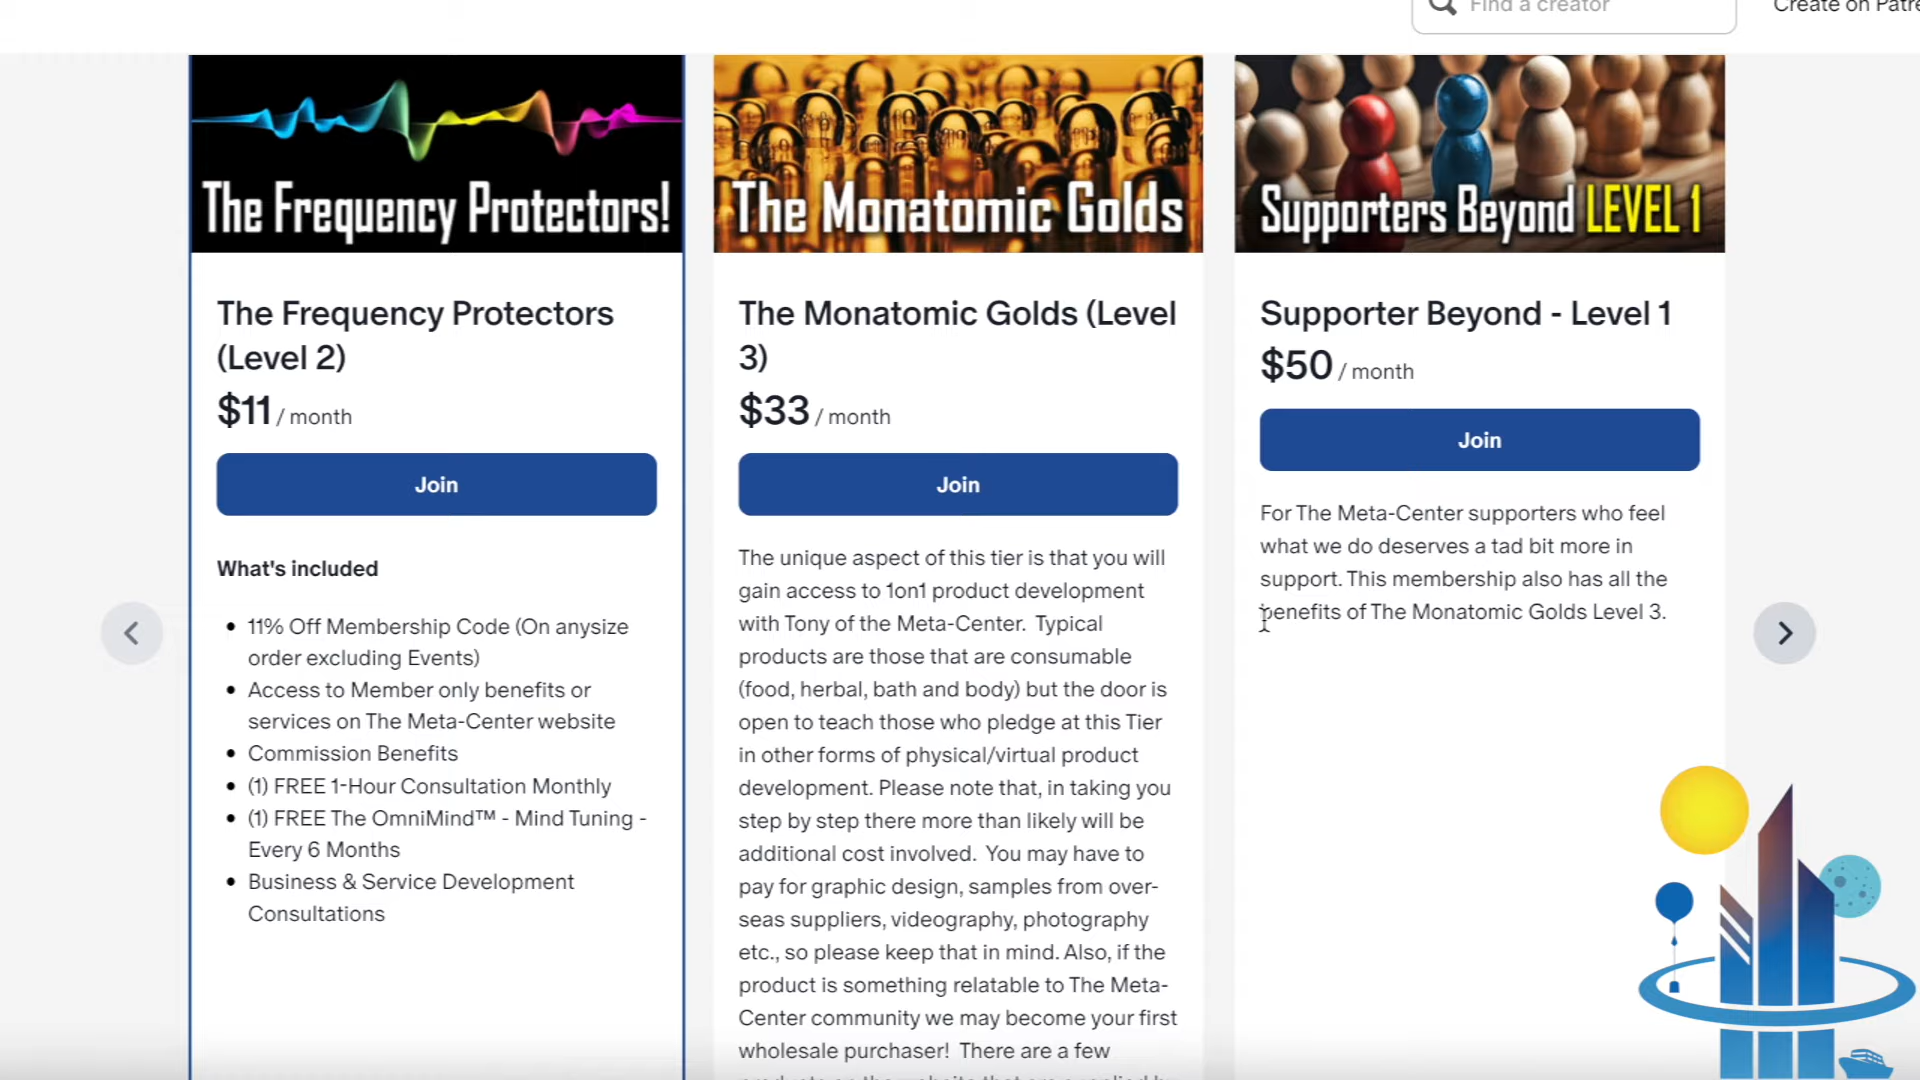 Find a creator
Create on Patre
The Frequency Protectors!
The Frequency Protectors
(Level 2)
$11 / month
Join
What's included
11% Off Membership Code (On anysize
order excluding Events)
Access to Member only benefits or
services on The Meta-Center website
Commission Benefits
(1) FREE 1-Hour Consultation Monthly
(1) FREE The OmniMind™ - Mind Tuning -
Every 6 Months
Business & Service Development
Consultations
The Monatomic Golds
The Monatomic Golds (Level
3)
$33 / month
Join
The unique aspect of this tier is that you will
gain access to 1on1 product development
with Tony of the Meta-Center. Typical
products are those that are consumable
(food, herbal, bath and body) but the door is
open to teach those who pledge at this Tier
in other forms of physical/virtual product
development. Please note that, in taking you
step by step there more than likely will be
additional cost involved. You may have to
pay for graphic design, samples from over-
seas suppliers, videography, photography
etc., so please keep that in mind. Also, if the
product is something relatable to The Meta-
Center community we may become your first
wholesale purchaser! There are a few
Supporters Beyond LEVEL 1
Supporter Beyond - Level 1
$50 / month
Join
For The Meta-Center supporters who feel
what we do deserves a tad bit more in
support. This membership also has all the
benefits of The Monatomic Golds Level 3.